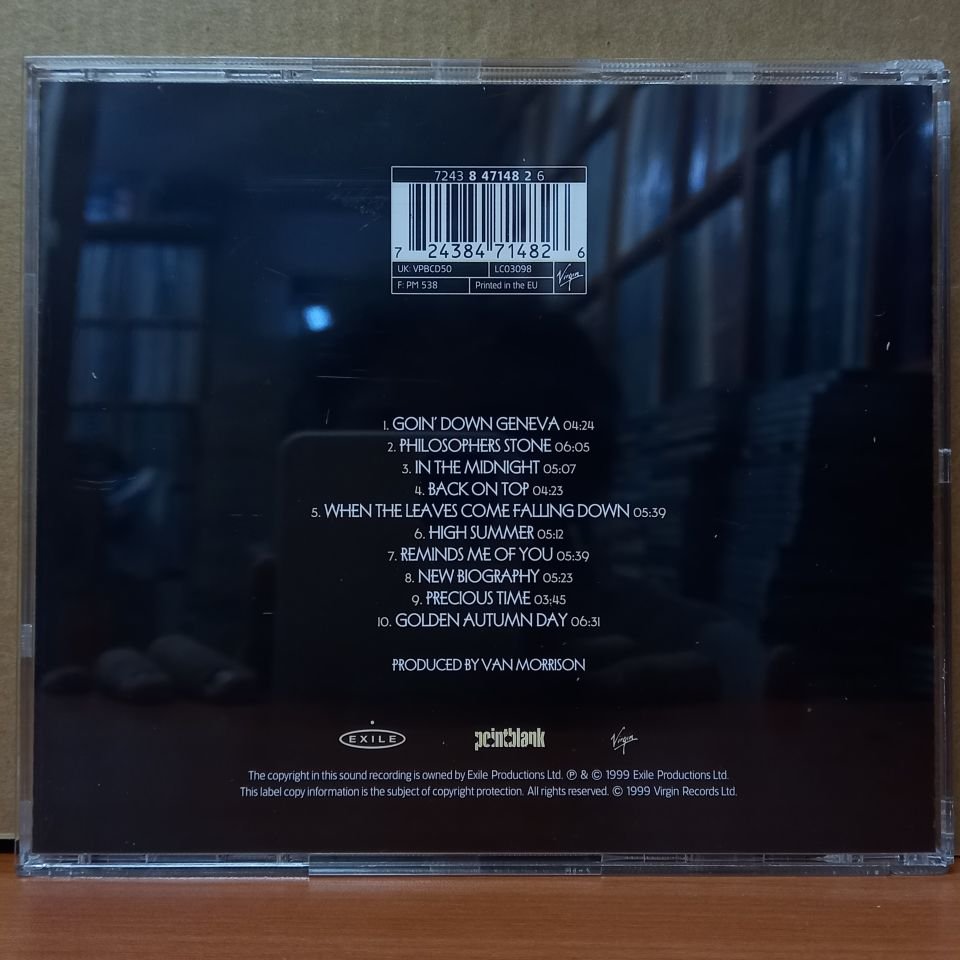 7243 8 47148 2 6
7 24384 71482 6
UK: VPBCD50 LC03098
F: PM 538 Printed in the EU Virgin
1. GOIN' DOWN GENEVA 04:24
2. PHILOSOPHERS STONE 06:05
3. IN THE MIDNIGHT 05:07
4. BACK ON TOP 04:23
5. WHEN THE LEAVES COME FALLING DOWN 05:39
6. HIGH SUMMER 05:12
7. REMINDS ME OF YOU 05:39
8. NEW BIOGRAPHY 05:23
9. PRECIOUS TIME 03:45
10. GOLDEN AUTUMN DAY 06:31
PRODUCED BY VAN MORRISON
EXILE pointblank Virgin
The copyright in this sound recording is owned by Exile Productions Ltd. ℗ & © 1999 Exile Productions Ltd.
This label copy information is the subject of copyright protection. All rights reserved. © 1999 Virgin Records Ltd.